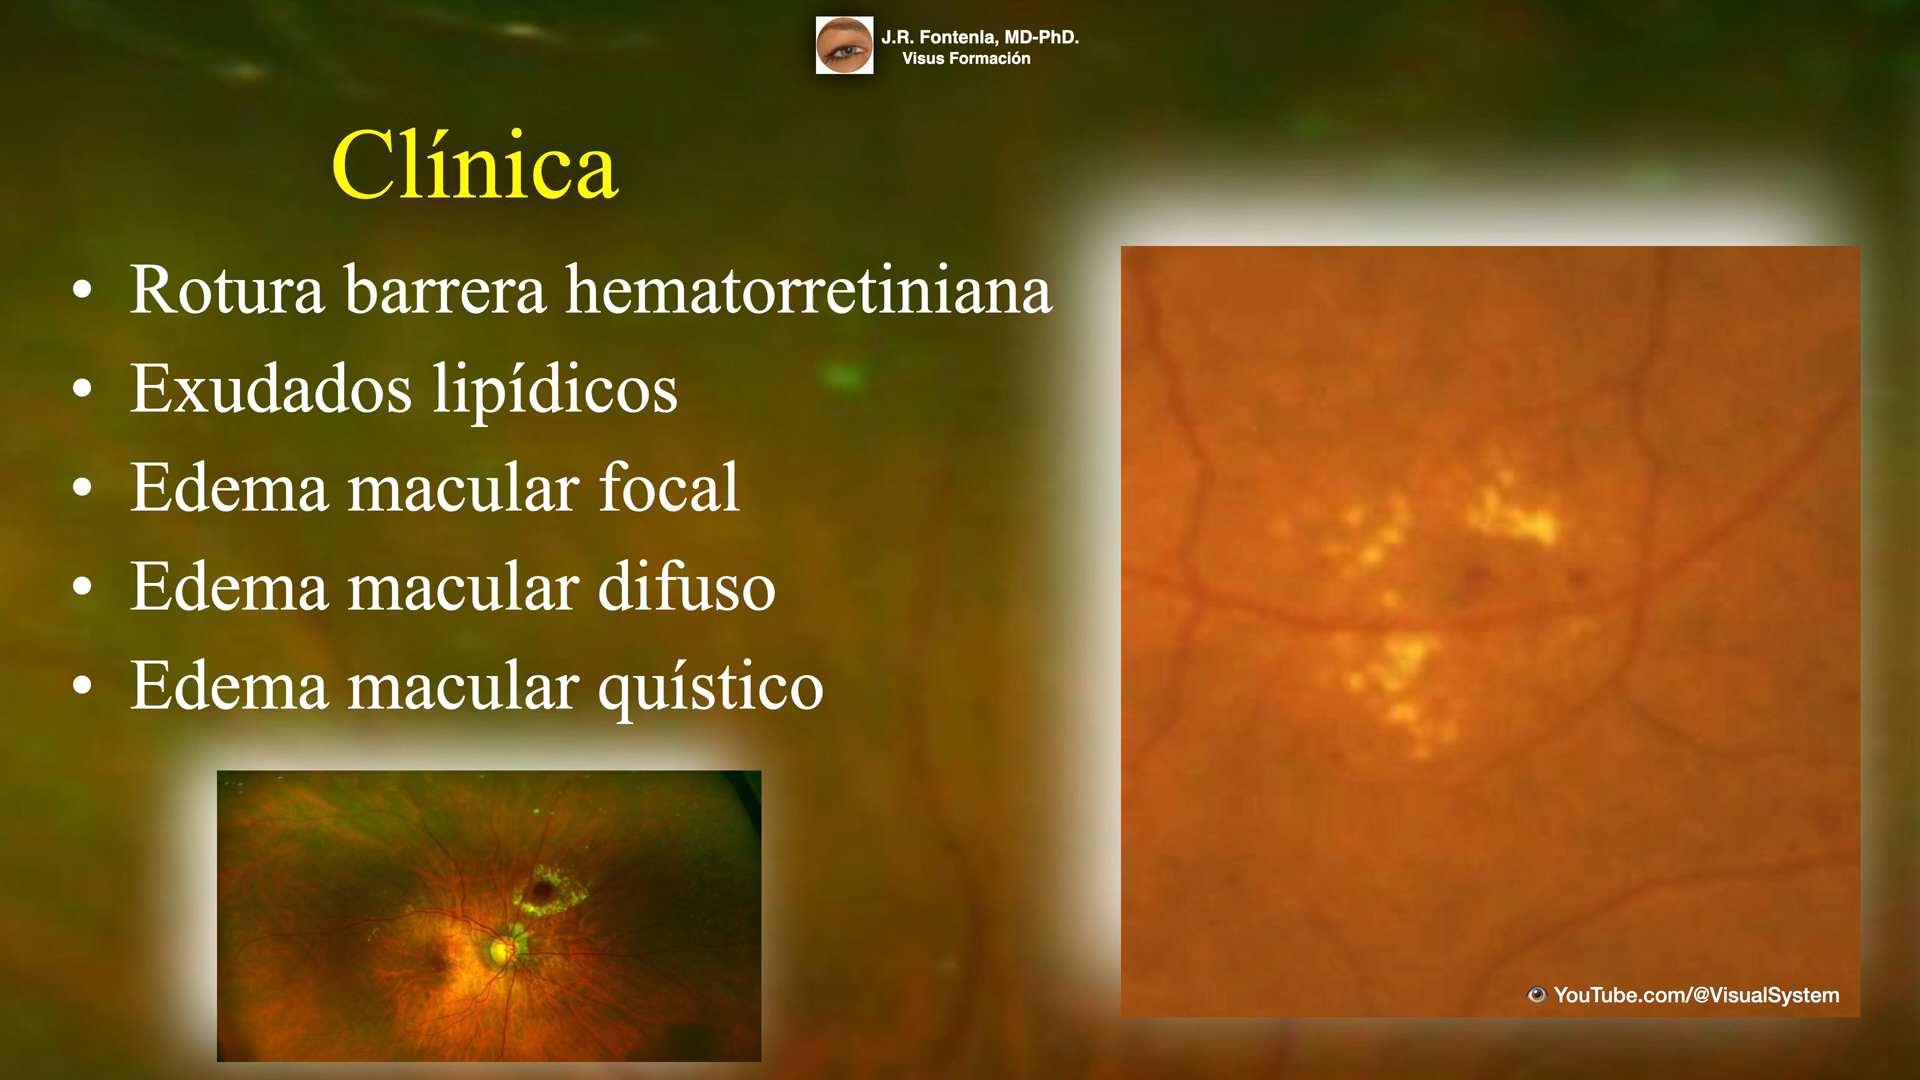 J.R. Fontenla, MD-PhD.
Visus Formación
Clínica
• Rotura barrera hematorretiniana
• Exudados lipídicos
• Edema macular focal
• Edema macular difuso
• Edema macular quístico
YouTube.com/@VisualSystem